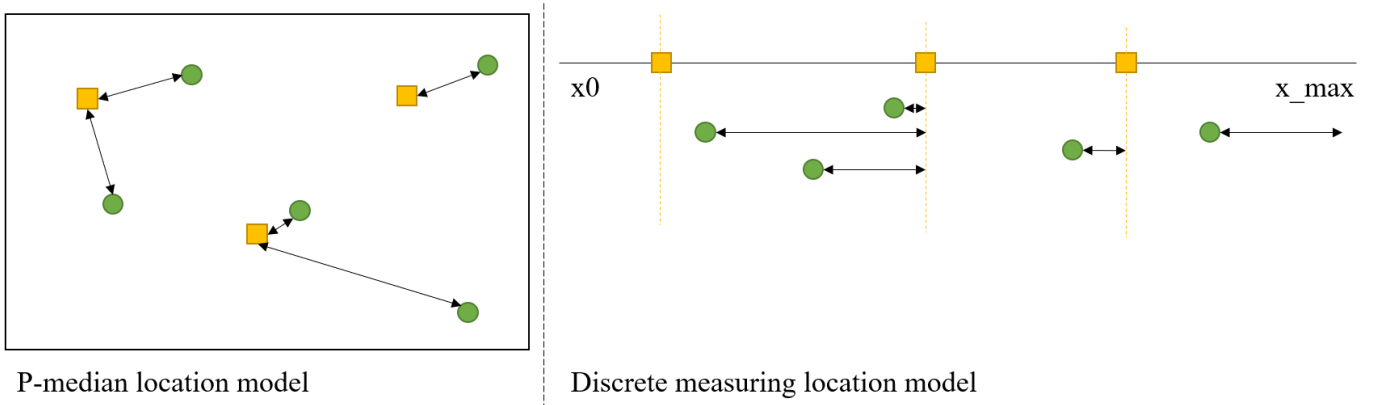 x0
x_max
P-median location model
Discrete measuring location model